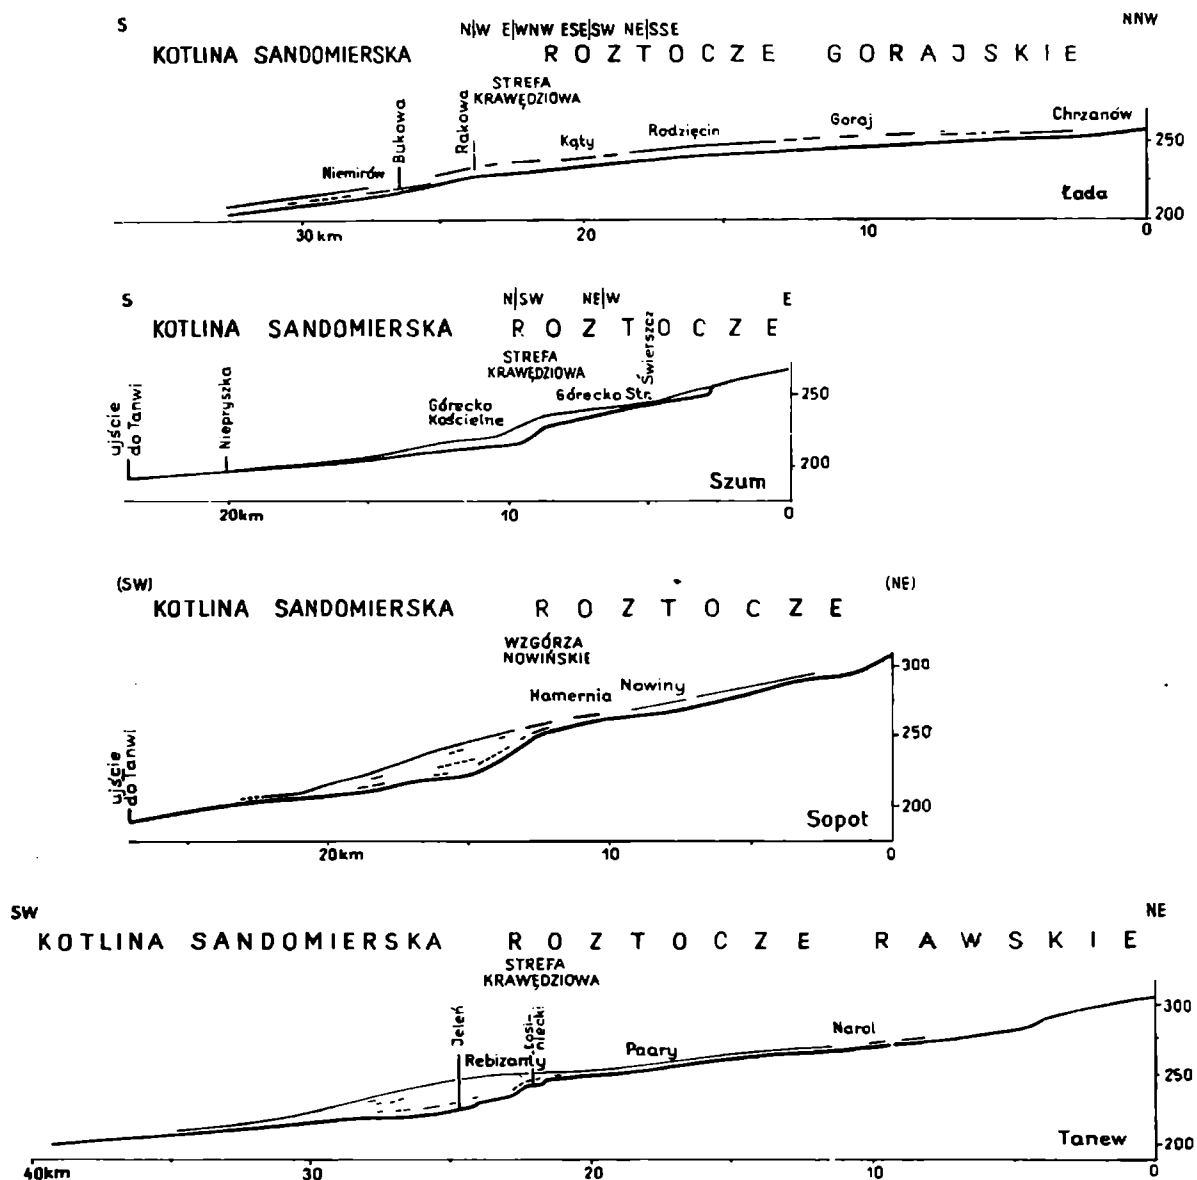 S N|W E|WNW ESE|SW NE|SSE NNW
KOTLINA SANDOMIERSKA ROZTOCZE GORAJSKIE
STREFA
KRAWĘDZIOWA
Bukowa
Rakowa
Niemirów
Kąty
Radzięcin
Goraj
Chrzanów
250
Łada
200
30 km 20 10 0
S N|SW NE|W E
KOTLINA SANDOMIERSKA ROZTOCZE
STREFA
KRAWĘDZIOWA
Świerszcz
ujście
do Tanwi
Niepryszka
Górecko
Kościelne
Górecko Str.
250
200
Szum
20km 10 0
(SW) (NE)
KOTLINA SANDOMIERSKA ROZTOCZE
WZGÓRZA
NOWIŃSKIE
Hamernia
Nowiny
ujście
do Tanwi
300
250
200
Sopot
20km 10 0
SW NE
KOTLINA SANDOMIERSKA ROZTOCZE RAWSKIE
STREFA
KRAWĘDZIOWA
Jeleń
Łosi-
niecki
Rebizanty
Paary
Narol
300
250
200
Tanew
40km 30 20 10 0